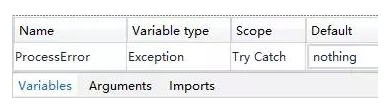 Name Variable type Scope Default
ProcessError Exception Try Catch nothing
Variables Arguments Imports